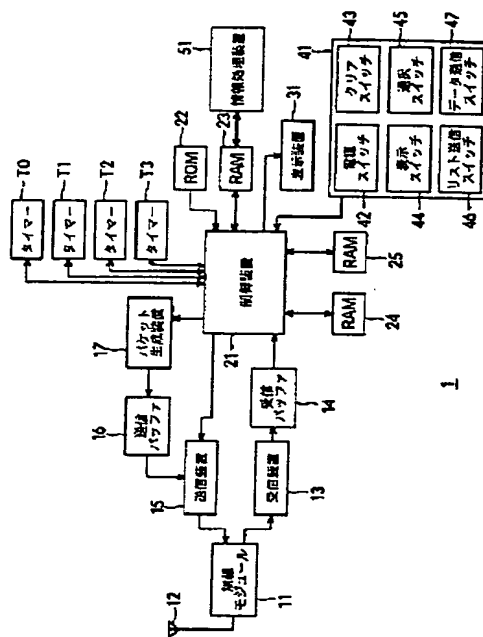 12
無線
モジュール
11
15
送信装置
受信装置
13
16
送信
バッファ
受信
バッファ
14
17
パケット
生成装置
制御装置
21
タイマー T0
タイマー T1
タイマー T2
タイマー T3
ROM
22
RAM
23
情報処理装置
51
表示装置
31
RAM
24
RAM
25
41
電源
スイッチ
42
クリア
スイッチ
43
表示
スイッチ
44
選択
スイッチ
45
リスト送信
スイッチ
46
データ送信
スイッチ
47
1